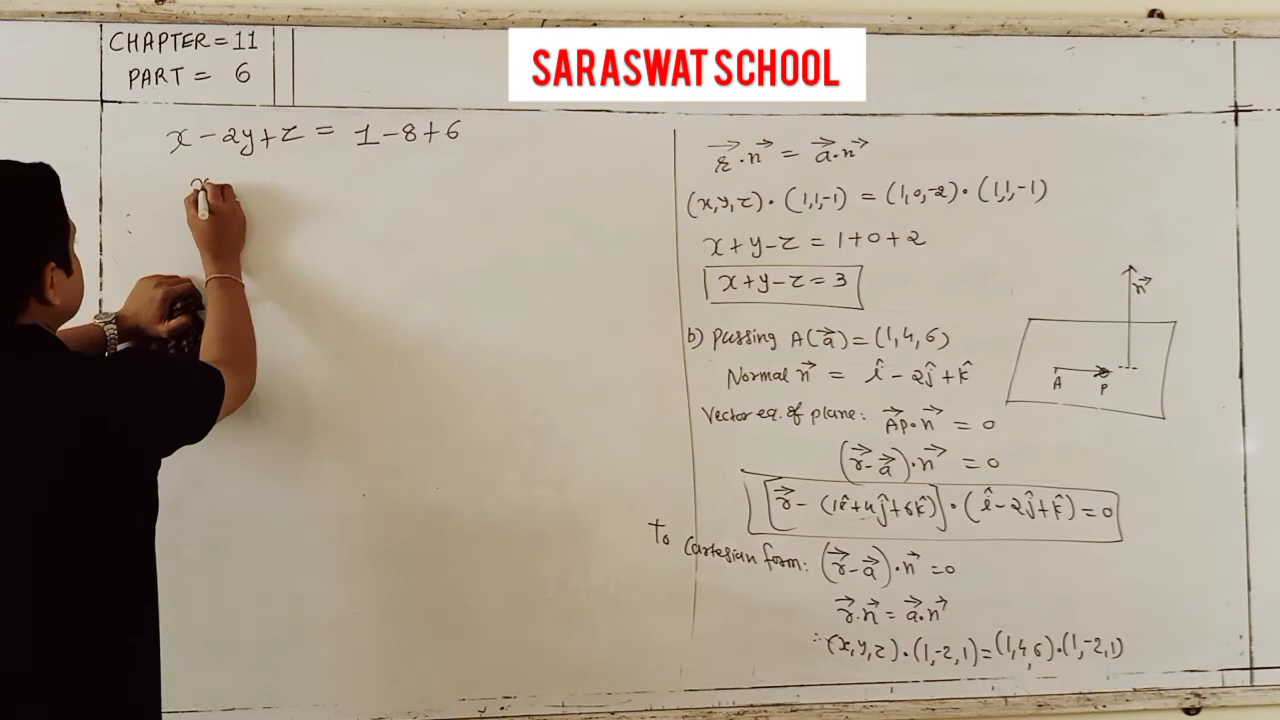 CHAPTER = 11
PART = 6
SARASWAT SCHOOL
x - 2y + z = 1 - 8 + 6
x
r⃗ · n⃗ = a⃗ · n⃗
(x, y, z) · (1, 1, -1) = (1, 0, -2) · (1, 1, -1)
x + y - z = 1 + 0 + 2
x + y - z = 3
b) Passing A(a⃗) = (1, 4, 6)
Normal n⃗ = î - 2ĵ + k̂
Vector eq. of plane: AP⃗ · n⃗ = 0
(r⃗ - a⃗) · n⃗ = 0
[r⃗ - (1î + 4ĵ + 6k̂)] · (î - 2ĵ + k̂) = 0
To Cartesian form: (r⃗ - a⃗) · n⃗ = 0
r⃗ · n⃗ = a⃗ · n⃗
∴ (x, y, z) · (1, -2, 1) = (1, 4, 6) · (1, -2, 1)
n⃗
A P